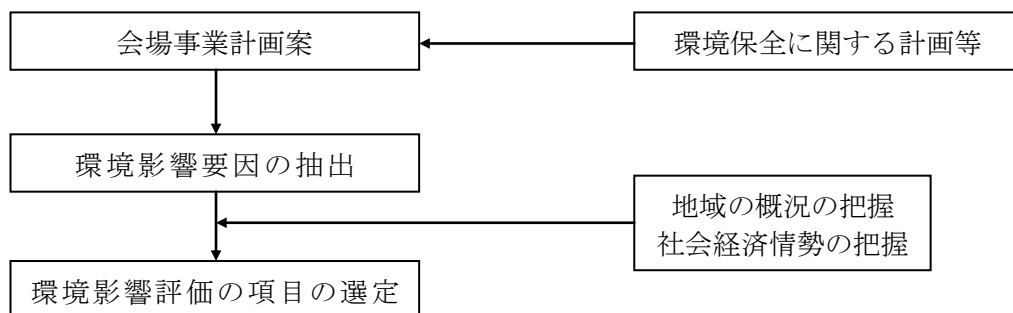 会場事業計画案
環境保全に関する計画等
環境影響要因の抽出
地域の概況の把握
社会経済情勢の把握
環境影響評価の項目の選定